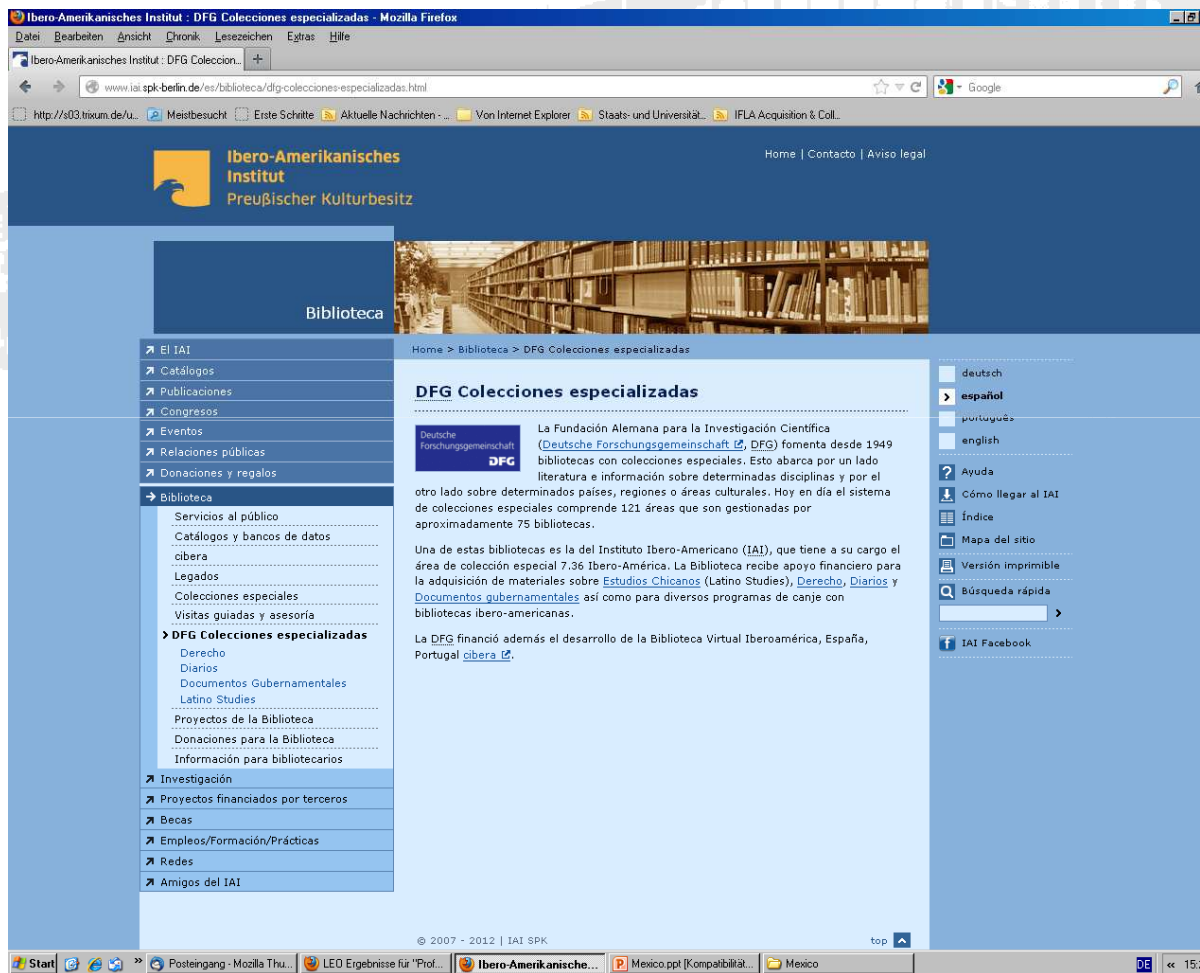 Ibero-Amerikanisches Institut : DFG Colecciones especializadas - Mozilla Firefox
Datei Bearbeiten Ansicht Chronik Lesezeichen Extras Hilfe
Ibero-Amerikanisches Institut : DFG Coleccion...
www.iai.spk-berlin.de/es/biblioteca/dfg-colecciones-especializadas.html
Google
http://s03.trixum.de/u... Meistbesucht Erste Schritte Aktuelle Nachrichten - ... Von Internet Explorer Staats- und Universität... IFLA Acquisition & Coll...
Ibero-Amerikanisches
Institut
Preußischer Kulturbesitz
Home | Contacto | Aviso legal
Biblioteca
El IAI
Catálogos
Publicaciones
Congresos
Eventos
Relaciones públicas
Donaciones y regalos
Biblioteca
Servicios al público
Catálogos y bancos de datos
cibera
Legados
Colecciones especiales
Visitas guiadas y asesoría
DFG Colecciones especializadas
Derecho
Diarios
Documentos Gubernamentales
Latino Studies
Proyectos de la Biblioteca
Donaciones para la Biblioteca
Información para bibliotecarios
Investigación
Proyectos financiados por terceros
Becas
Empleos/Formación/Prácticas
Redes
Amigos del IAI
Home > Biblioteca > DFG Colecciones especializadas
DFG Colecciones especializadas
Deutsche
Forschungsgemeinschaft
DFG
La Fundación Alemana para la Investigación Científica
(Deutsche Forschungsgemeinschaft, DFG) fomenta desde 1949
bibliotecas con colecciones especiales. Esto abarca por un lado
literatura e información sobre determinadas disciplinas y por el
otro lado sobre determinados países, regiones o áreas culturales. Hoy en día el sistema
de colecciones especiales comprende 121 áreas que son gestionadas por
aproximadamente 75 bibliotecas.
Una de estas bibliotecas es la del Instituto Ibero-Americano (IAI), que tiene a su cargo el
área de colección especial 7.36 Ibero-América. La Biblioteca recibe apoyo financiero para
la adquisición de materiales sobre Estudios Chicanos (Latino Studies), Derecho, Diarios y
Documentos gubernamentales así como para diversos programas de canje con
bibliotecas ibero-americanas.
La DFG financió además el desarrollo de la Biblioteca Virtual Iberoamérica, España,
Portugal cibera.
deutsch
español
português
english
Ayuda
Cómo llegar al IAI
Índice
Mapa del sitio
Versión imprimible
Búsqueda rápida
IAI Facebook
© 2007 - 2012 | IAI SPK
top
Start Posteingang - Mozilla Thu... LEO Ergebnisse für "Prof... Ibero-Amerikanische... Mexico.ppt [Kompatibilität... Mexico DE